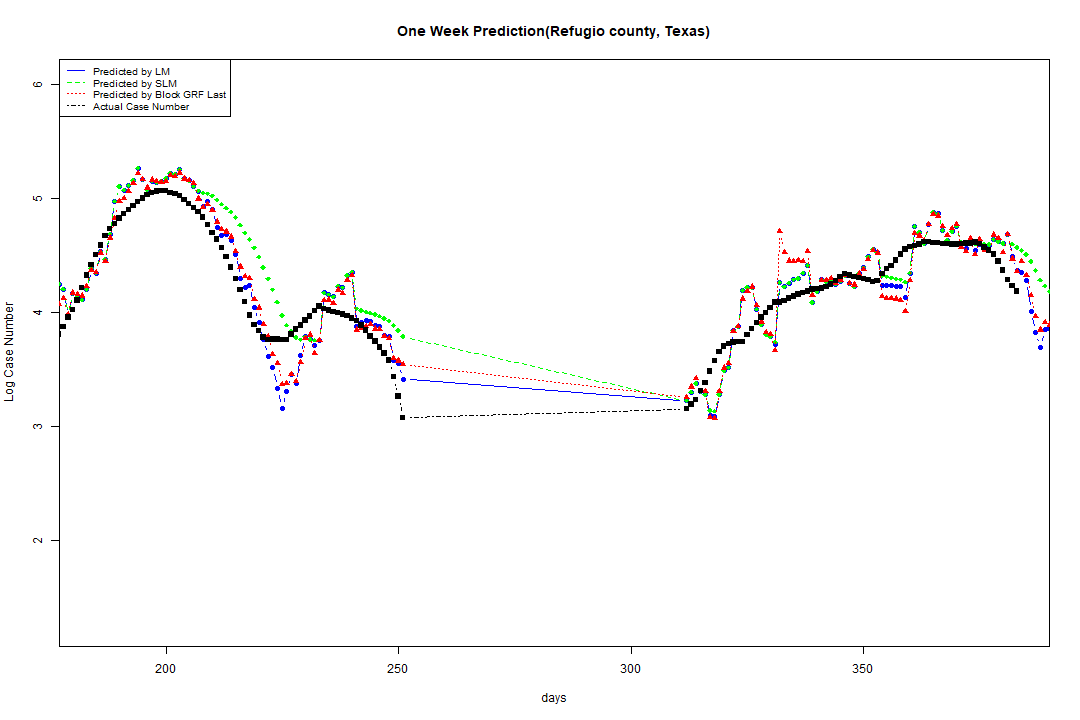 One Week Prediction(Refugio county, Texas)
Predicted by LM
Predicted by SLM
Predicted by Block GRF Last
Actual Case Number
6
5
4
3
2
Log Case Number
200
250
300
350
days